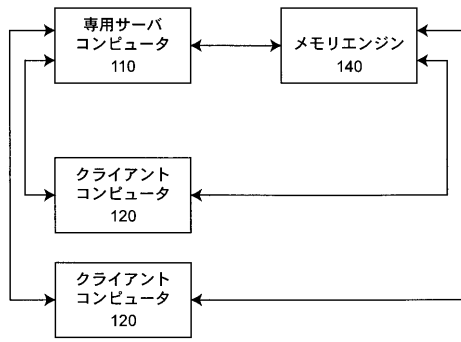 専用サーバ
コンピュータ
110
メモリエンジン
140
クライアント
コンピュータ
120
クライアント
コンピュータ
120